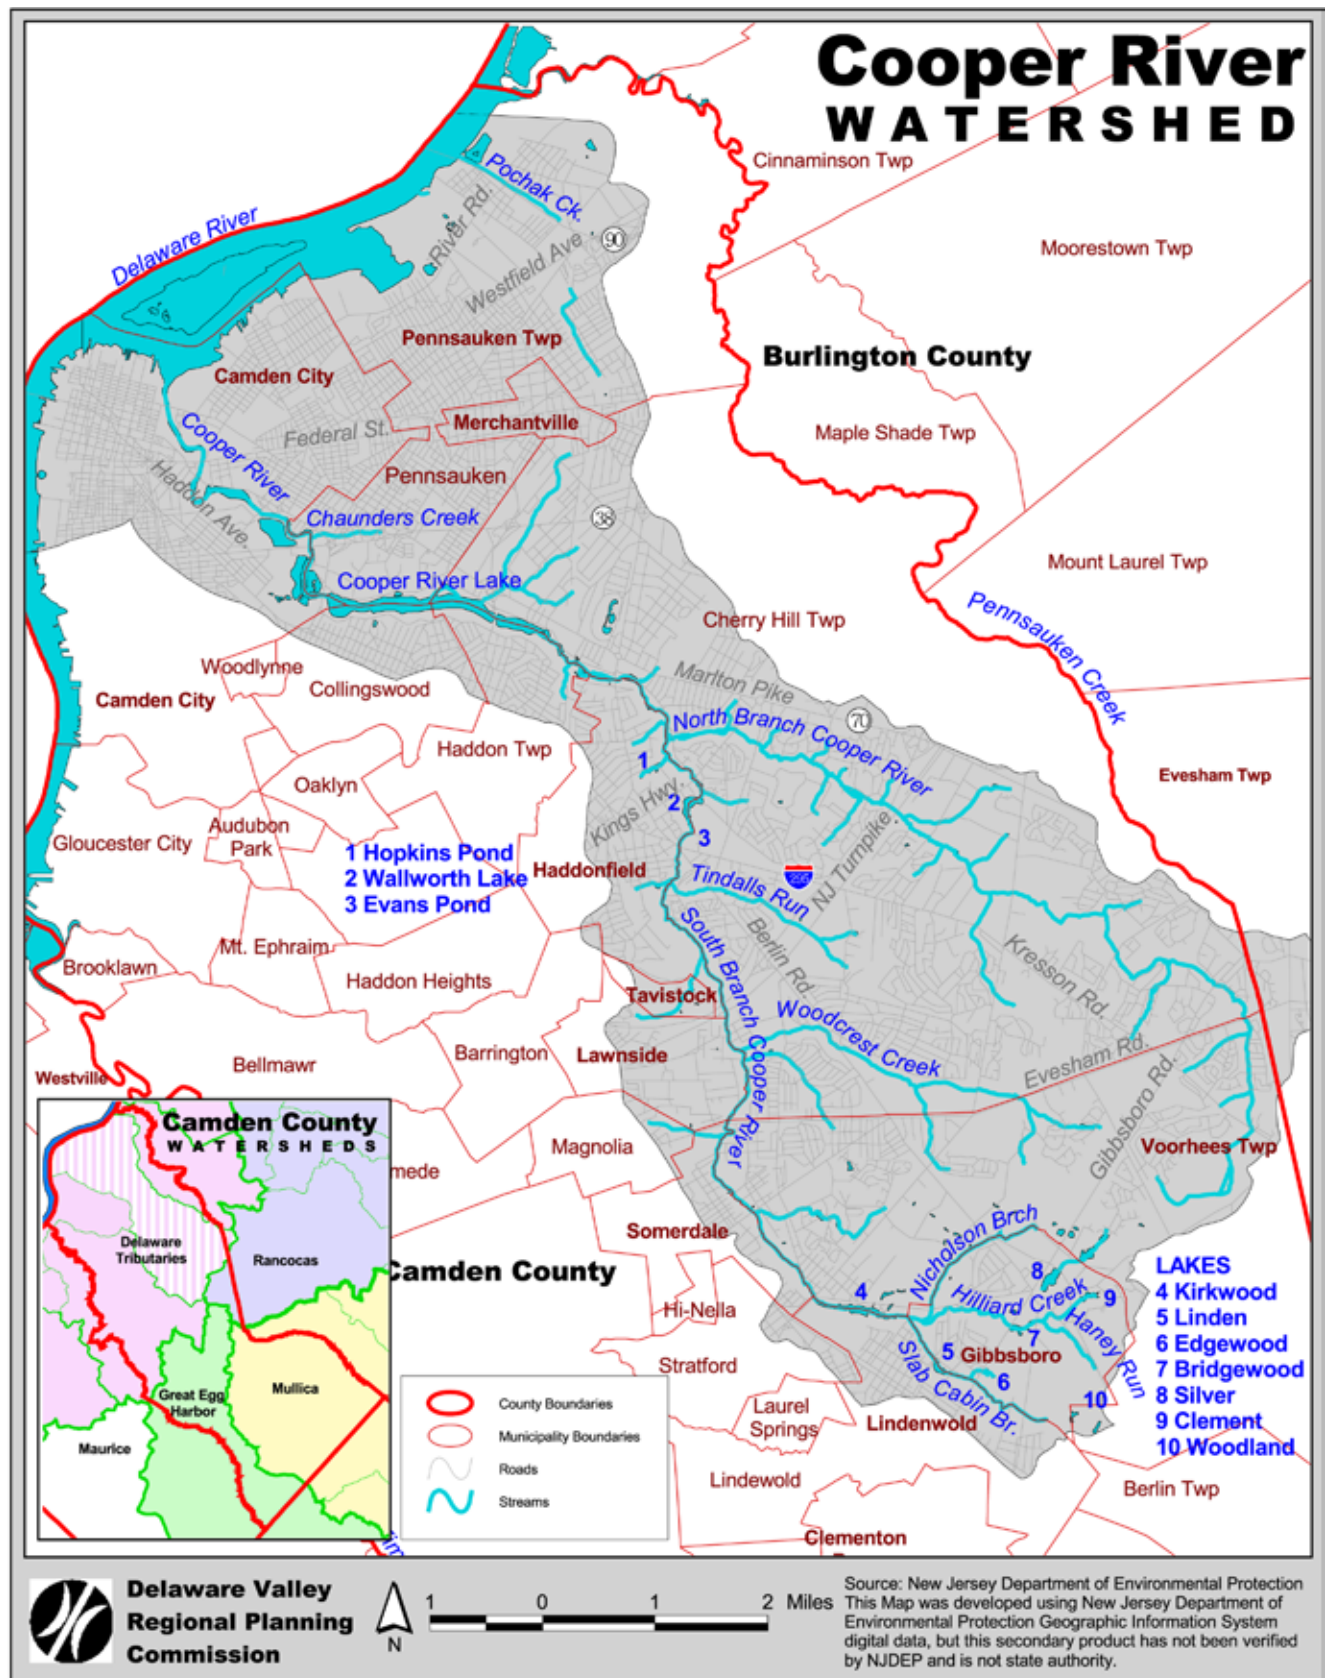 Cooper River
WATERSHED
Cinnaminson Twp
Pochak Ck.
Delaware River
River Rd.
90
Westfield Ave
Moorestown Twp
Pennsauken Twp
Burlington County
Camden City
Merchantville
Maple Shade Twp
Cooper River
Federal St.
Pennsauken
Haddon Ave.
Chaunders Creek
38
Mount Laurel Twp
Cooper River Lake
Cherry Hill Twp
Pennsauken Creek
Woodlynne
Collingswood
Camden City
Marlton Pike
70
North Branch Cooper River
Haddon Twp
Evesham Twp
1
Oaklyn
Kings Hwy.
2
Audubon
Park
Gloucester City
3
1 Hopkins Pond
2 Wallworth Lake
3 Evans Pond
Haddonfield
Tindalls Run
295
NJ Turnpike
South Branch Cooper River
Berlin Rd.
Mt. Ephraim
Brooklawn
Haddon Heights
Kresson Rd.
Tavistock
Woodcrest Creek
Barrington
Lawnside
Bellmawr
Westville
Evesham Rd.
Gibbsboro Rd.
Magnolia
Voorhees Twp
mede
Somerdale
Nicholson Brch
Camden County
8
Hilliard Creek
9
4
Hi-Nella
Haney Run
7
5
Gibbsboro
Stratford
6
Slab Cabin Br.
10
Laurel
Springs
Lindenwold
Lindewold
Berlin Twp
Clementon
LAKES
4 Kirkwood
5 Linden
6 Edgewood
7 Bridgewood
8 Silver
9 Clement
10 Woodland
Camden County
WATERSHEDS
Delaware
Tributaries
Rancocas
Great Egg
Harbor
Mullica
Maurice
County Boundaries
Municipality Boundaries
Roads
Streams
Delaware Valley
Regional Planning
Commission
N
1 0 1 2 Miles
Source: New Jersey Department of Environmental Protection
This Map was developed using New Jersey Department of
Environmental Protection Geographic Information System
digital data, but this secondary product has not been verified
by NJDEP and is not state authority.